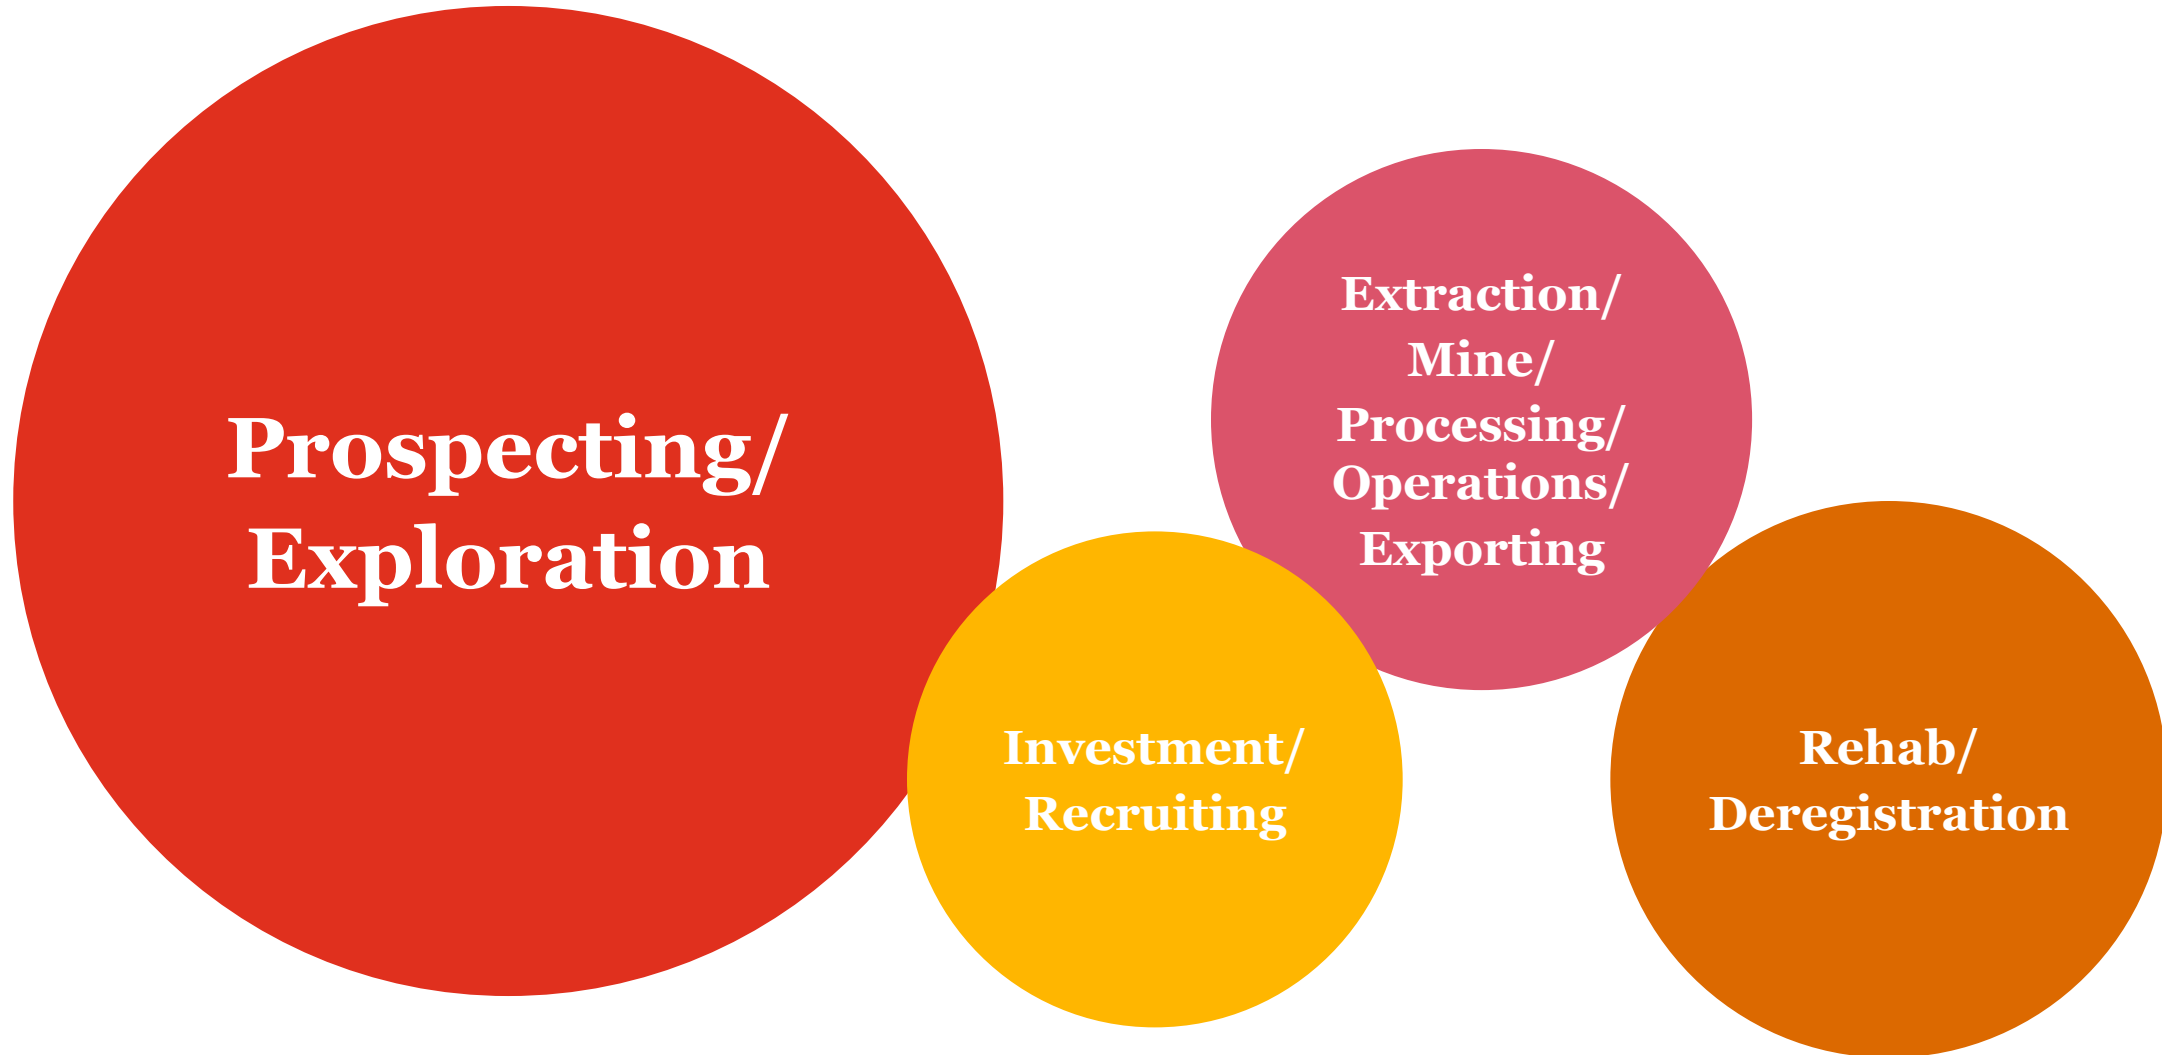 Prospecting/
Exploration
Investment/
Recruiting
Extraction/
Mine/
Processing/
Operations/
Exporting
Rehab/
Deregistration